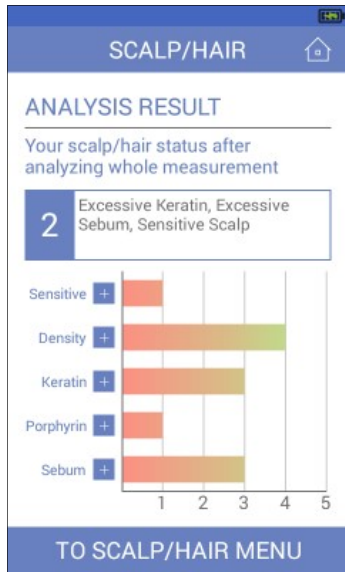 SCALP/HAIR
ANALYSIS RESULT
Your scalp/hair status after
analyzing whole measurement
2
Excessive Keratin, Excessive
Sebum, Sensitive Scalp
Sensitive +
Density +
Keratin +
Porphyrin +
Sebum +
1 2 3 4 5
TO SCALP/HAIR MENU